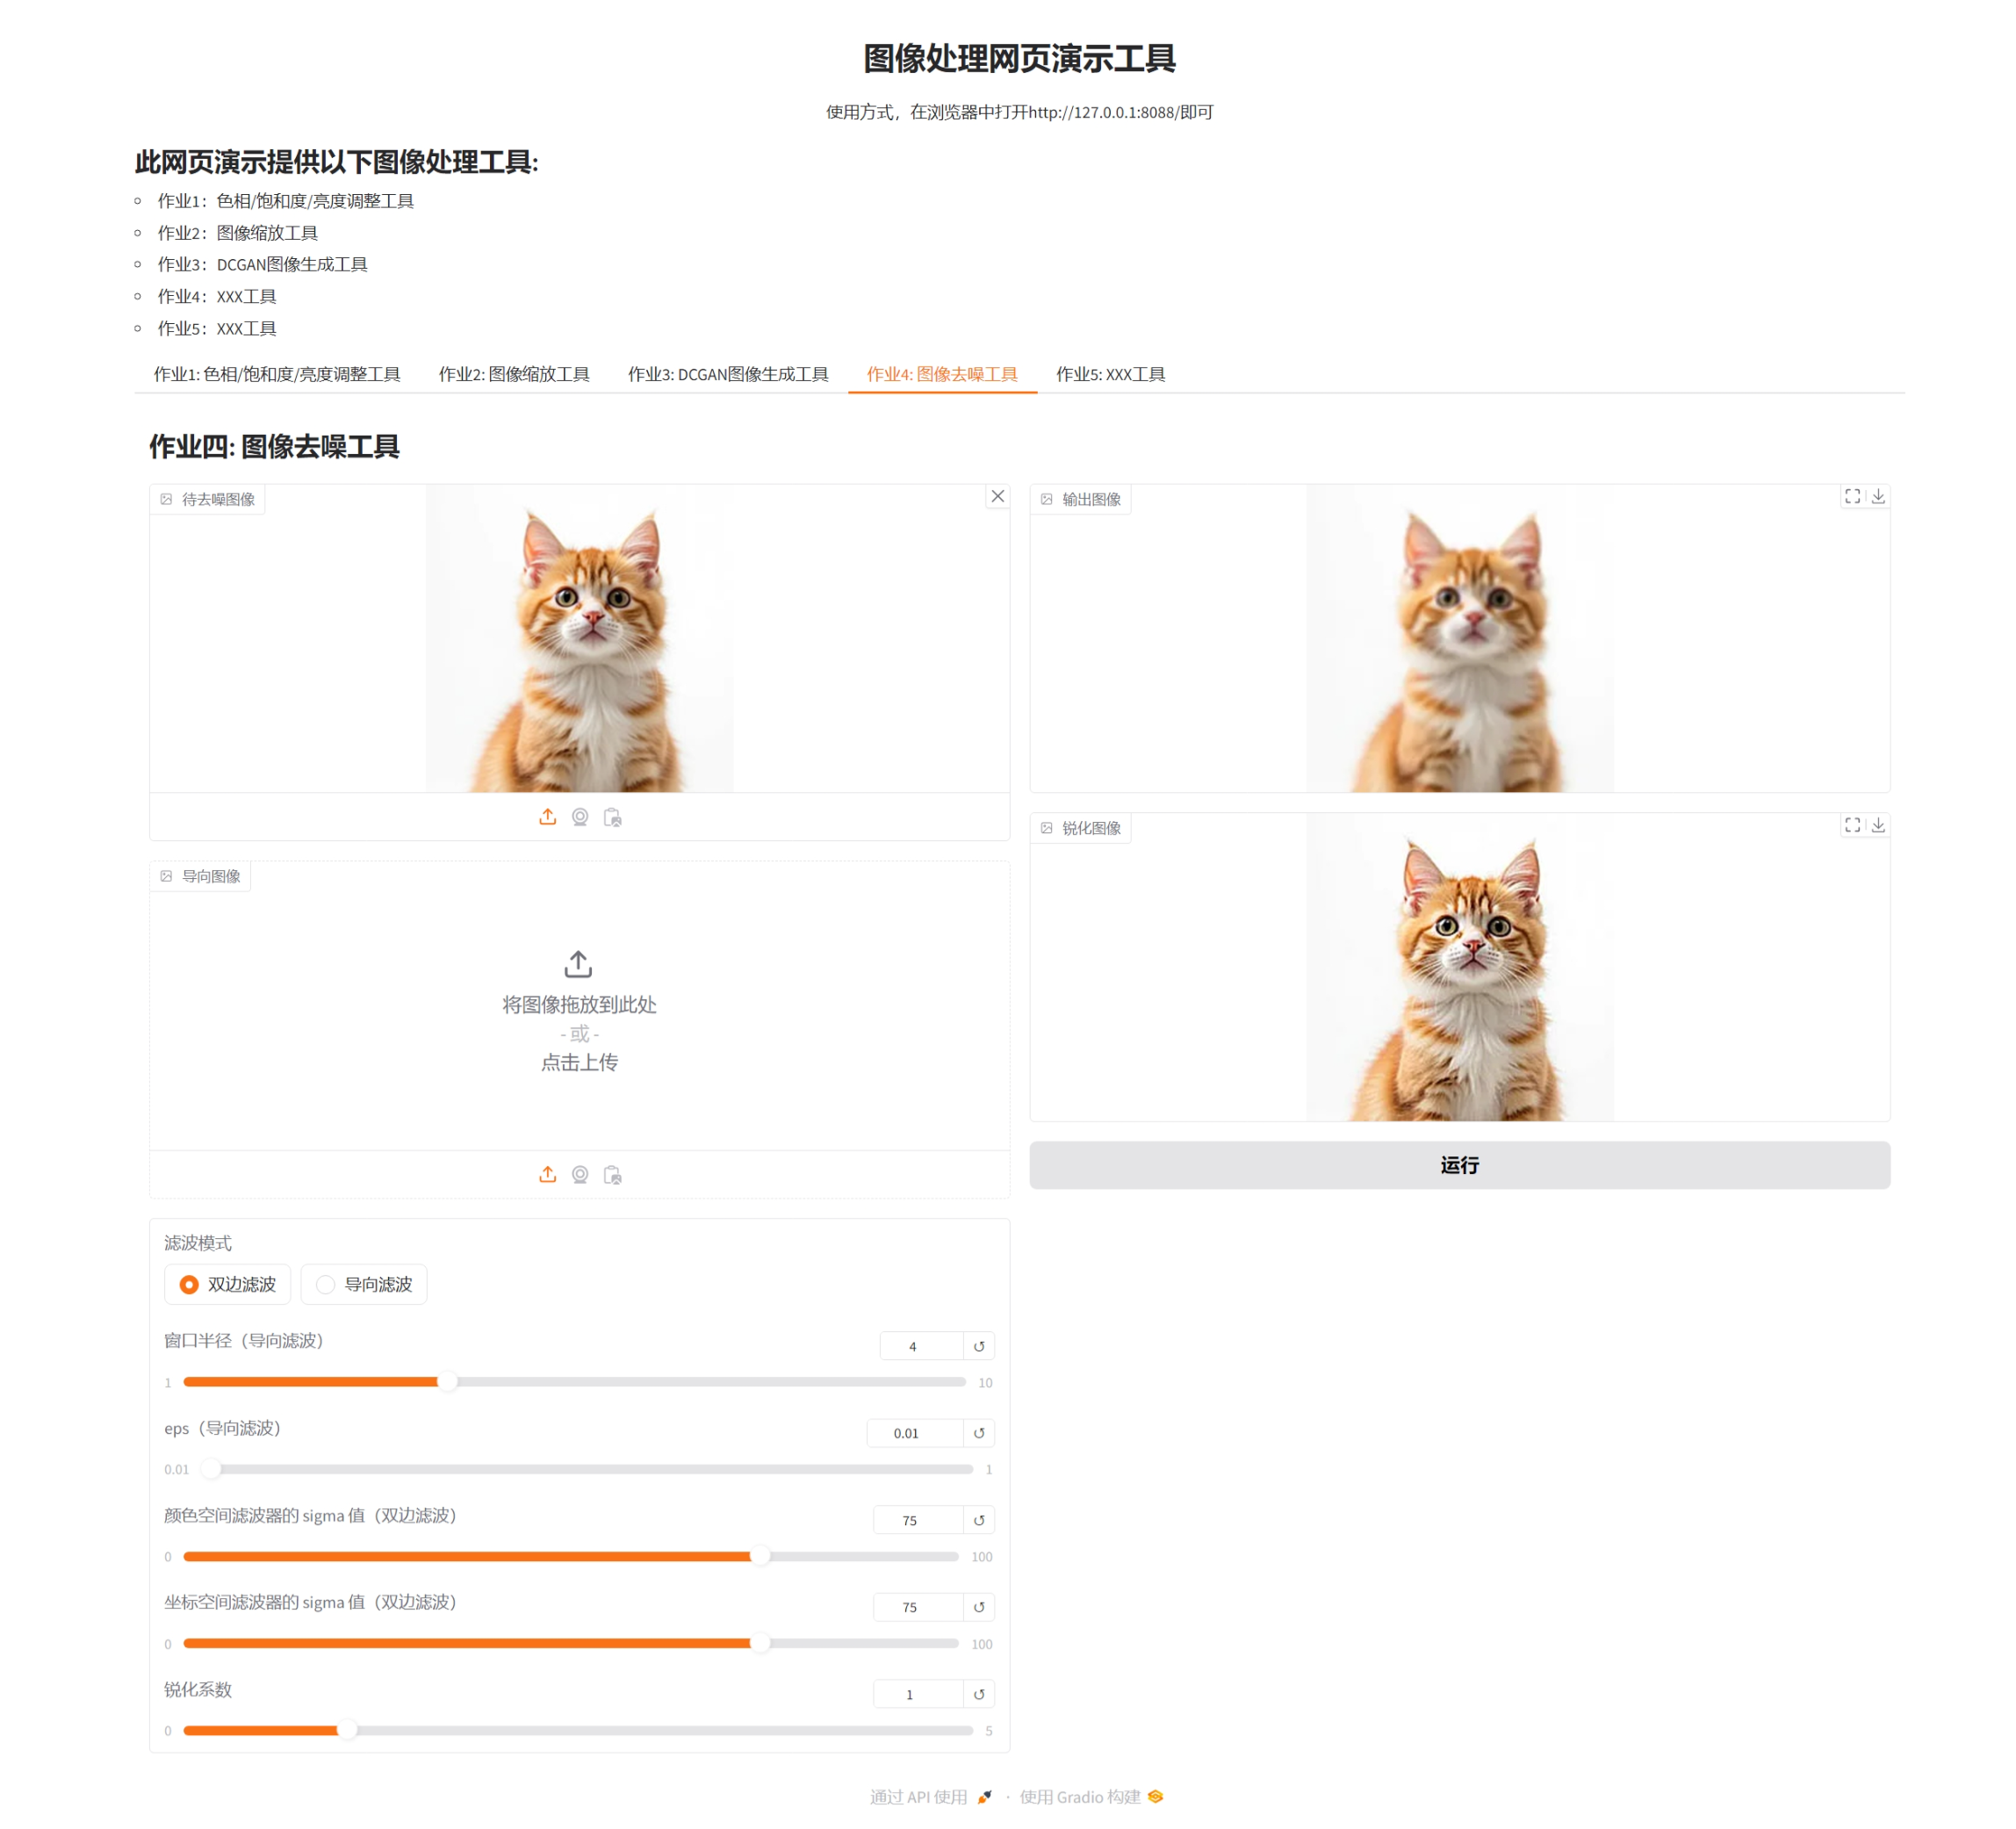 图像处理网页演示工具
使用方式，在浏览器中打开http://127.0.0.1:8088/即可
此网页演示提供以下图像处理工具:
作业1：色相/饱和度/亮度调整工具
作业2：图像缩放工具
作业3：DCGAN图像生成工具
作业4：XXX工具
作业5：XXX工具
作业1: 色相/饱和度/亮度调整工具 作业2: 图像缩放工具 作业3: DCGAN图像生成工具 作业4: 图像去噪工具 作业5: XXX工具
作业四: 图像去噪工具
待去噪图像
输出图像
锐化图像
导向图像
将图像拖放到此处
- 或 -
点击上传
运行
滤波模式
双边滤波 导向滤波
窗口半径（导向滤波） 4
1 10
eps（导向滤波） 0.01
0.01 1
颜色空间滤波器的 sigma 值（双边滤波） 75
0 100
坐标空间滤波器的 sigma 值（双边滤波） 75
0 100
锐化系数 1
0 5
通过 API 使用 · 使用 Gradio 构建